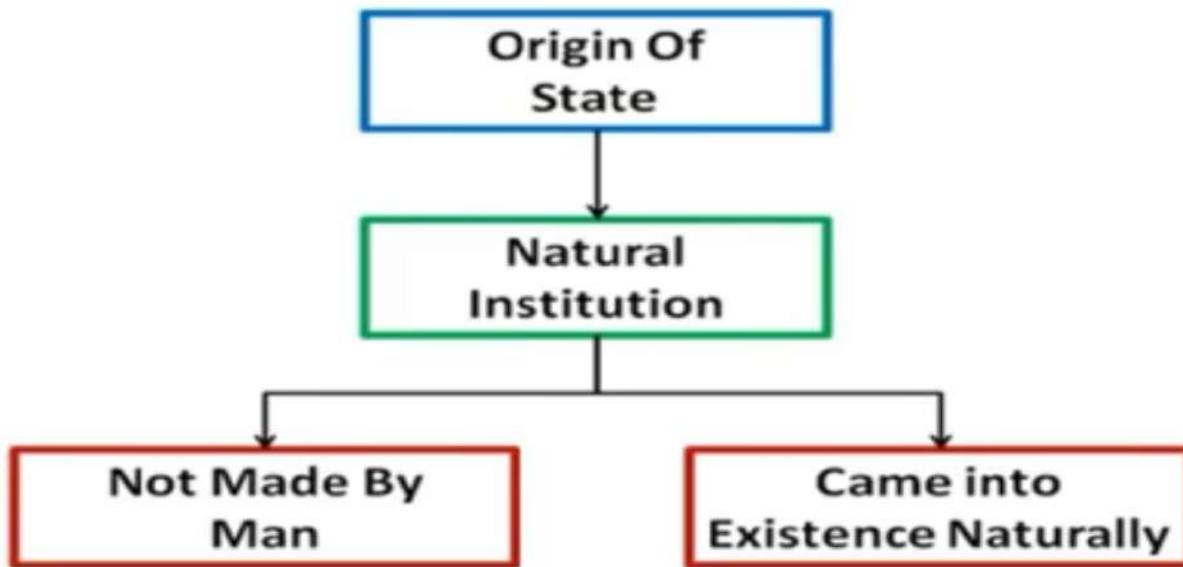 Origin Of
State
Natural
Institution
Not Made By
Man
Came into
Existence Naturally